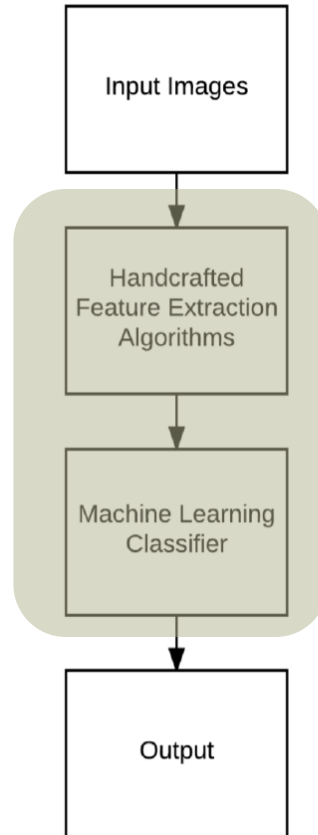 Input Images
Handcrafted
Feature Extraction
Algorithms
Machine Learning
Classifier
Output